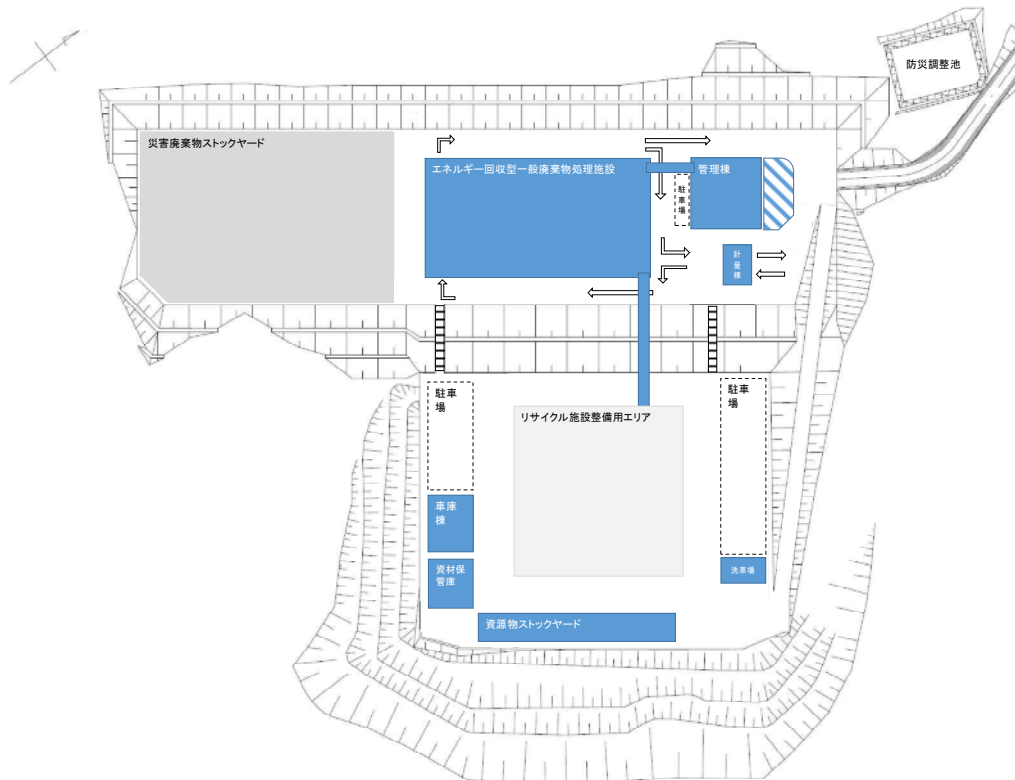 防災調整池
災害廃棄物ストックヤード
エネルギー回収型一般廃棄物処理施設
管理棟
駐車場
計量棟
駐車
場
リサイクル施設整備用エリア
駐車
場
車庫
棟
資材保
管庫
洗車場
資源物ストックヤード